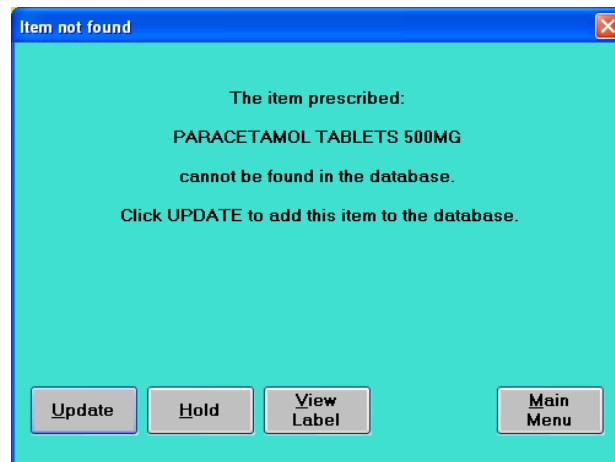 Item not found
The item prescribed:
PARACETAMOL TABLETS 500MG
cannot be found in the database.
Click UPDATE to add this item to the database.
Update
Hold
View
Label
Main
Menu